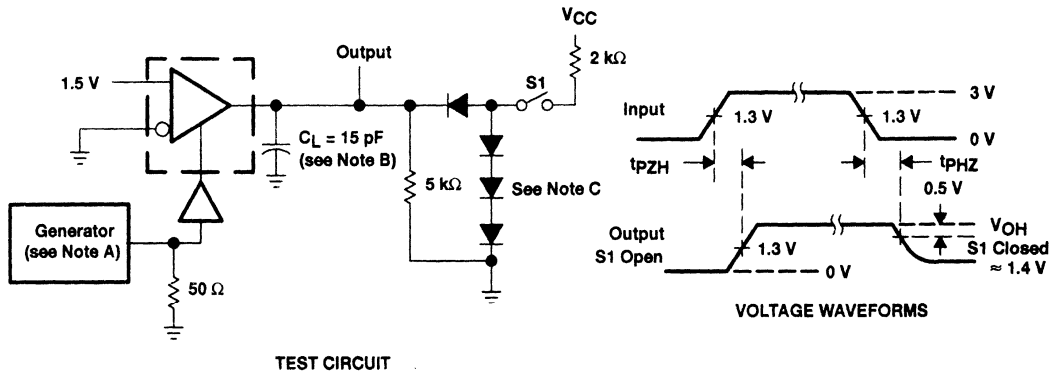 VCC
2 kΩ
S1
Output
1.5 V
CL = 15 pF
(see Note B)
5 kΩ
See Note C
Generator
(see Note A)
50 Ω
TEST CIRCUIT
Input
3 V
1.3 V
1.3 V
0 V
tPZH
tPHZ
0.5 V
Output
S1 Open
1.3 V
0 V
VOH
S1 Closed
≈ 1.4 V
VOLTAGE WAVEFORMS